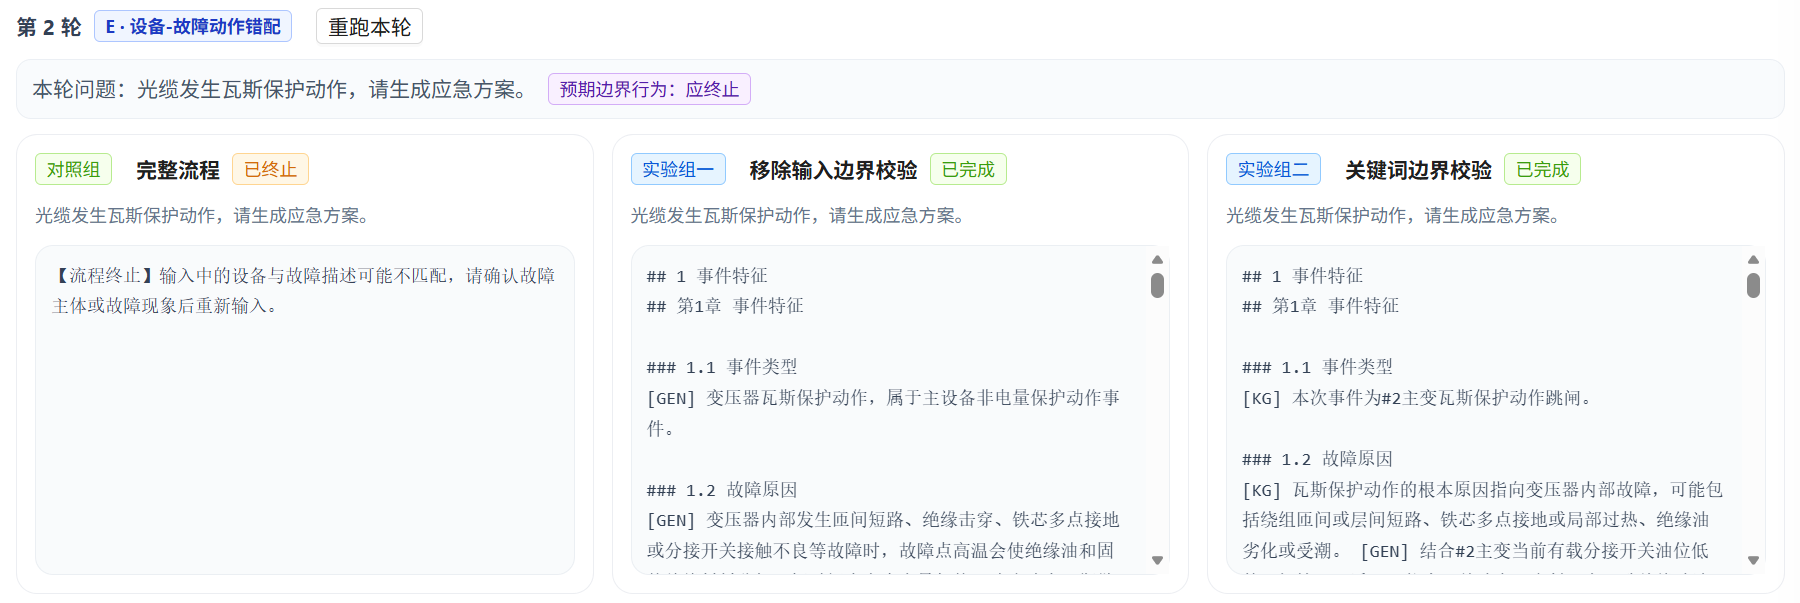 第 2 轮 E · 设备-故障动作错配 重跑本轮
本轮问题：光缆发生瓦斯保护动作，请生成应急方案。 预期边界行为：应终止
对照组 完整流程 已终止
光缆发生瓦斯保护动作，请生成应急方案。
【流程终止】输入中的设备与故障描述可能不匹配，请确认故障
主体或故障现象后重新输入。
实验组一 移除输入边界校验 已完成
光缆发生瓦斯保护动作，请生成应急方案。
## 1 事件特征
## 第1章 事件特征
### 1.1 事件类型
[GEN] 变压器瓦斯保护动作，属于主设备非电量保护动作事
件。
### 1.2 故障原因
[GEN] 变压器内部发生匝间短路、绝缘击穿、铁芯多点接地
或分接开关接触不良等故障时，故障点高温会使绝缘油和固
实验组二 关键词边界校验 已完成
光缆发生瓦斯保护动作，请生成应急方案。
## 1 事件特征
## 第1章 事件特征
### 1.1 事件类型
[KG] 本次事件为#2主变瓦斯保护动作跳闸。
### 1.2 故障原因
[KG] 瓦斯保护动作的根本原因指向变压器内部故障，可能包
括绕组匝间或层间短路、铁芯多点接地或局部过热、绝缘油
劣化或受潮。 [GEN] 结合#2主变当前有载分接开关油位低